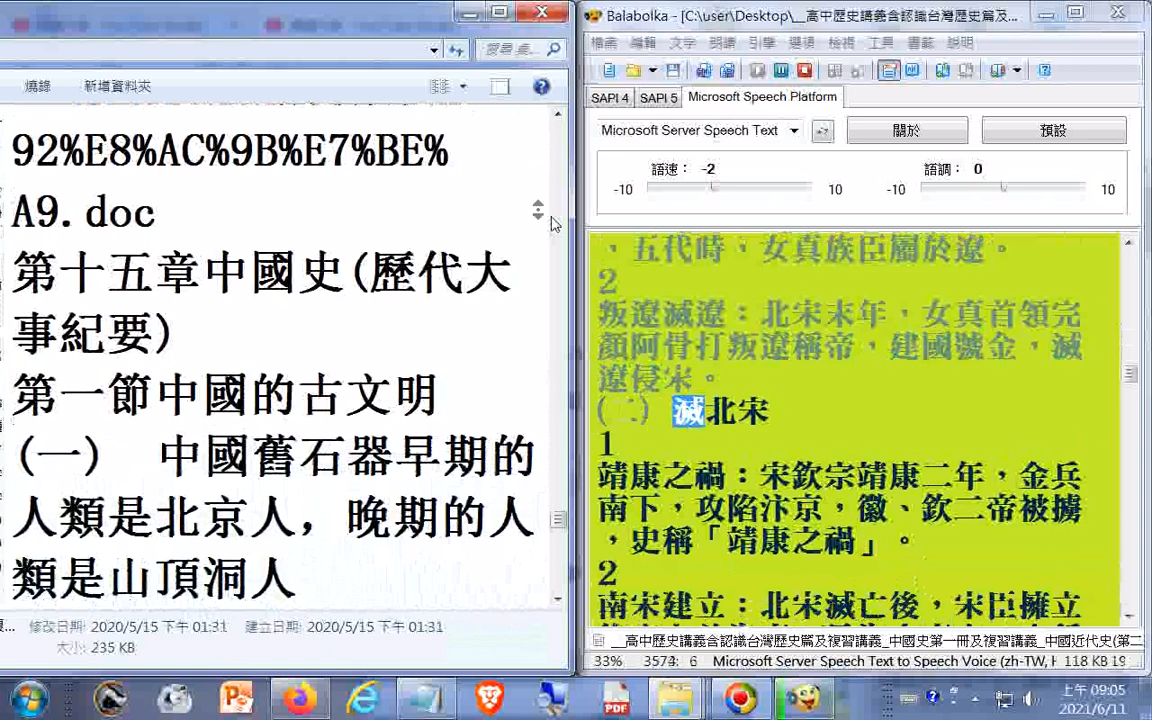 燒錄 新增資料夾
92%E8%AC%9B%E7%BE%
A9.doc
第十五章中國史(歷代大
事紀要)
第一節中國的古文明
(一) 中國舊石器早期的
人類是北京人，晚期的人
類是山頂洞人
修改日期: 2020/5/15 下午 01:31 建立日期: 2020/5/15 下午 01:31
大小: 235 KB
Balabolka - [C:\user\Desktop\__高中歷史講義含認識台灣歷史篇及...
檔案 編輯 文字 朗讀 引擎 選項 檢視 工具 書籤 說明
SAPI 4 SAPI 5 Microsoft Speech Platform
Microsoft Server Speech Text 關於 預設
語速： -2 語調： 0
-10 10 -10 10
，五代時，女真族臣屬於遼。
2
叛遼滅遼：北宋末年，女真首領完
顏阿骨打叛遼稱帝，建國號金，滅
遼侵宋。
(二) 滅北宋
1
靖康之禍：宋欽宗靖康二年，金兵
南下，攻陷汴京，徽、欽二帝被擄
，史稱「靖康之禍」。
2
南宋建立：北宋滅亡後，宋臣擁立
__高中歷史講義含認識台灣歷史篇及複習講義_中國史第一冊及複習講義_中國近代史(第二
33% 3574: 6 Microsoft Server Speech Text to Speech Voice (zh-TW, H 118 KB 19
上午 09:05
2021/6/11